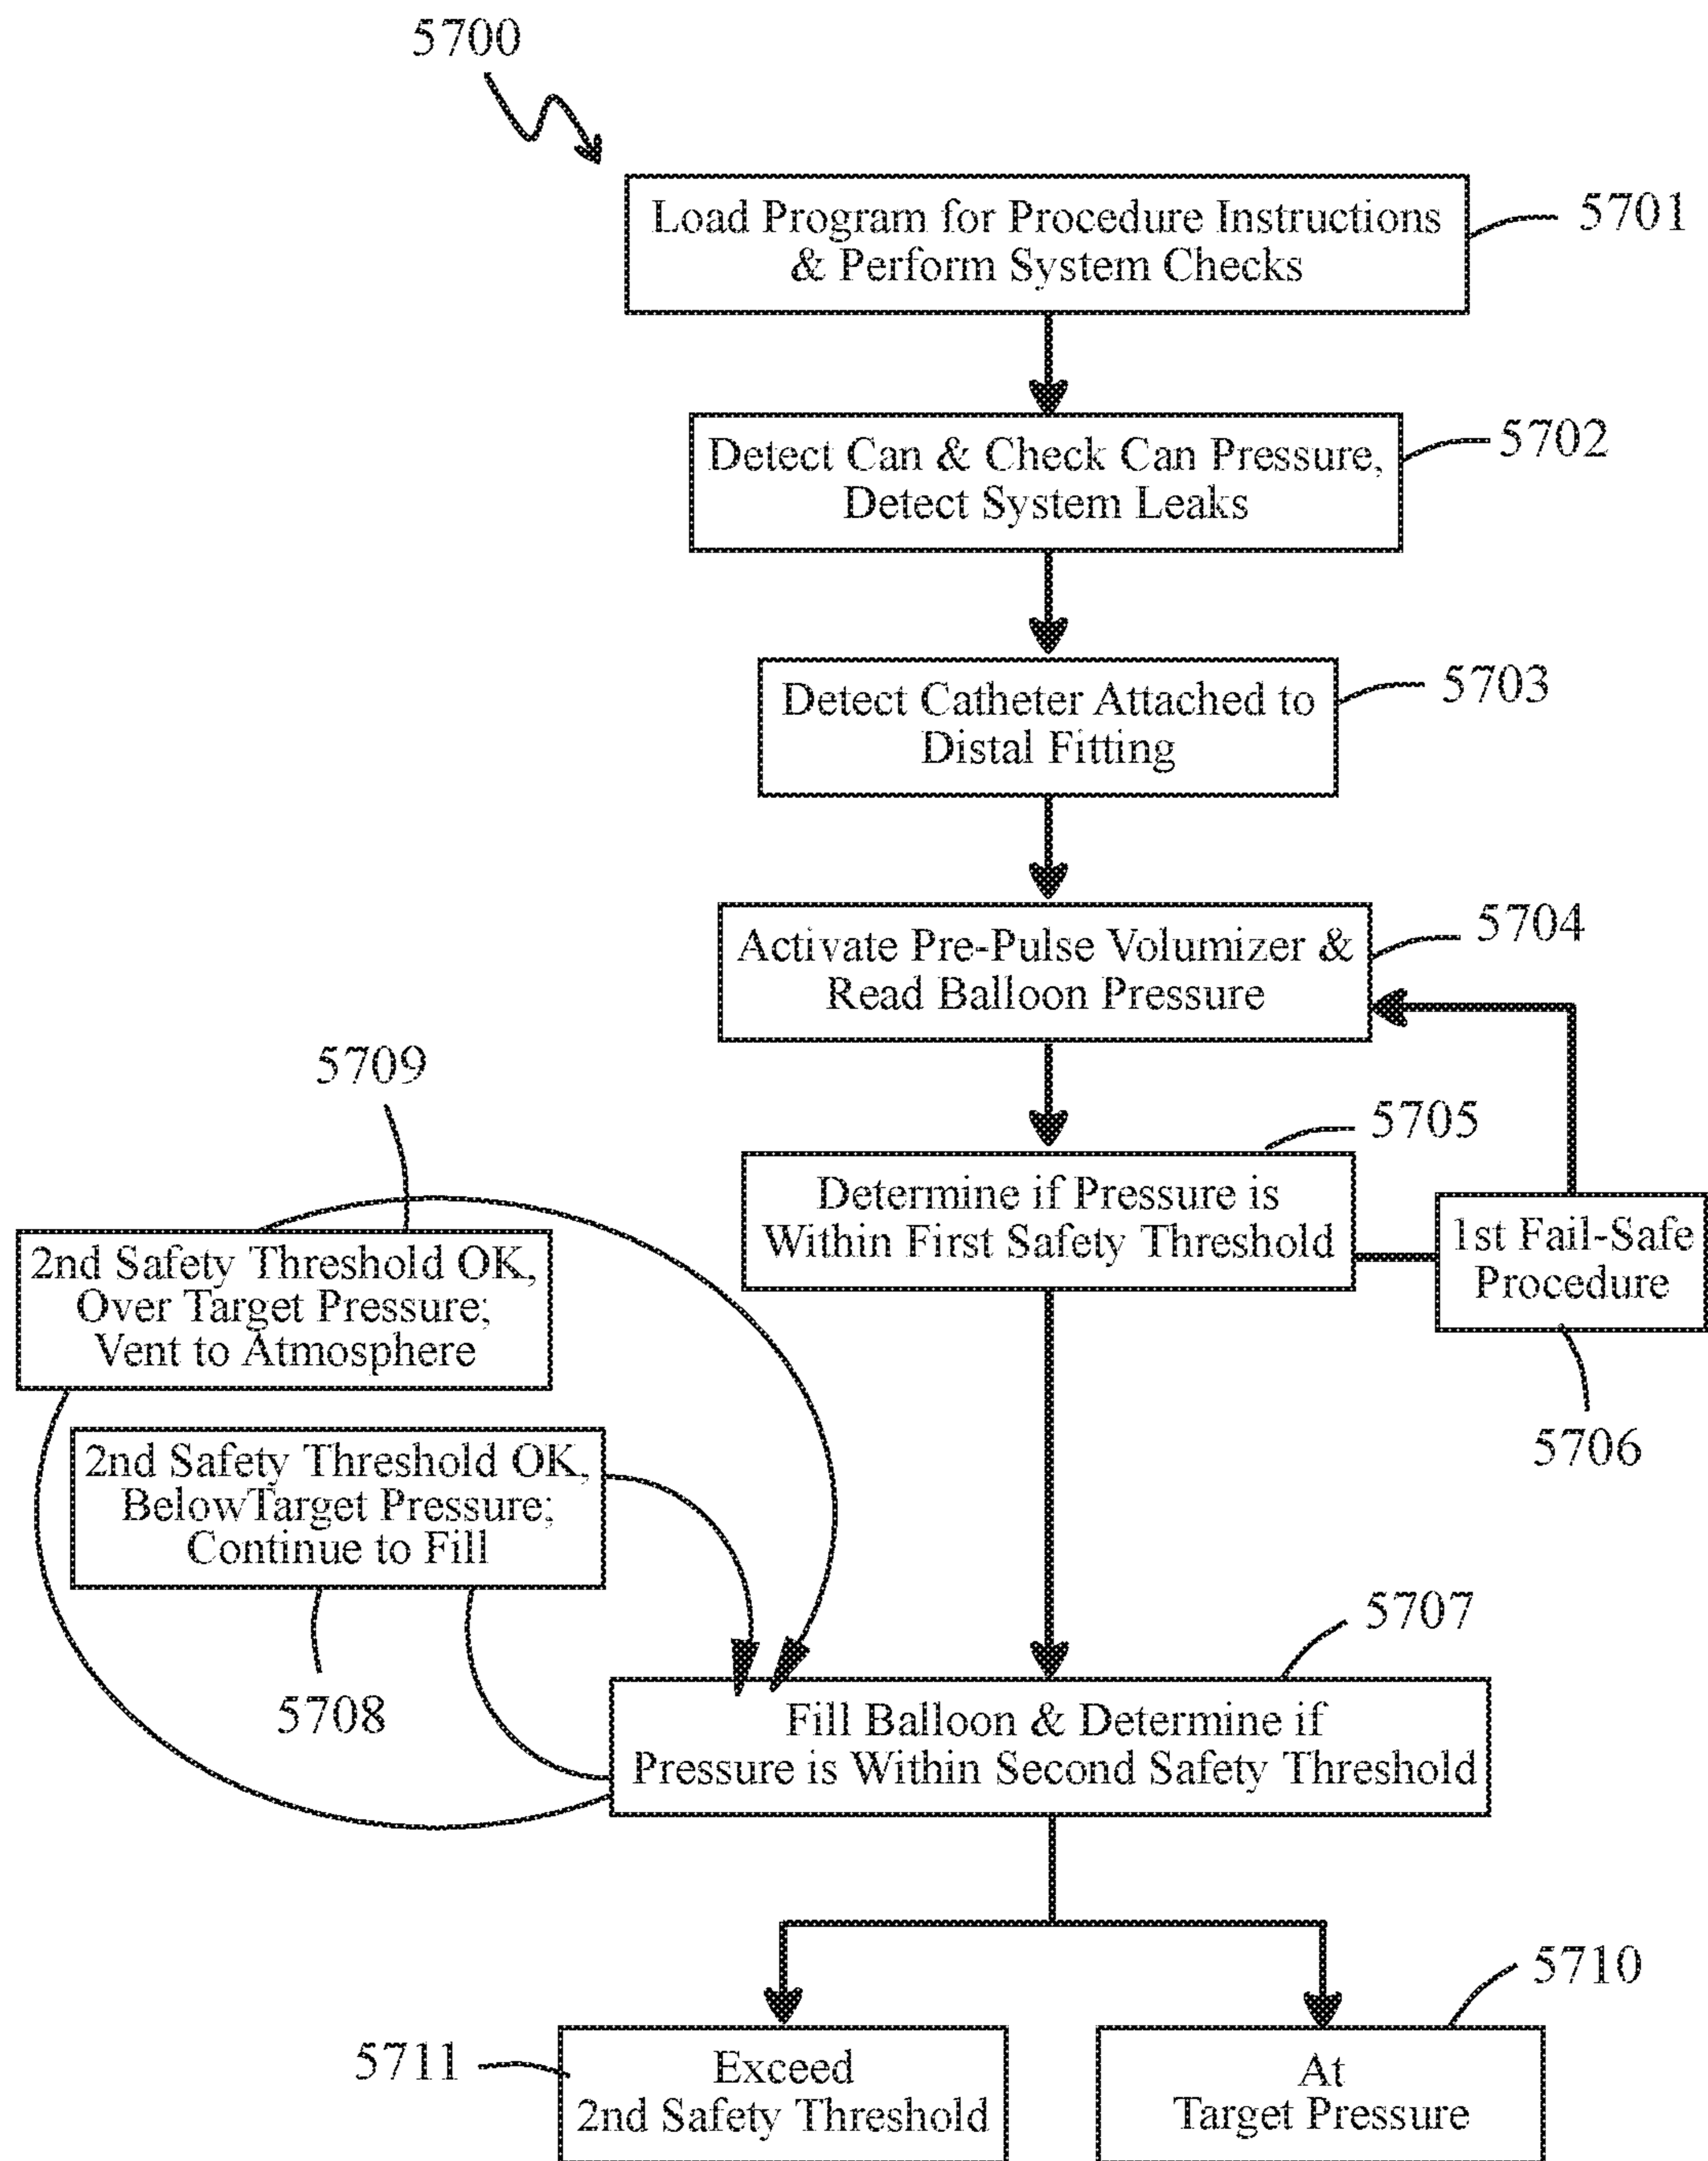 5700
Load Program for Procedure Instructions
& Perform System Checks
5701
Detect Can & Check Can Pressure,
Detect System Leaks
5702
Detect Catheter Attached to
Distal Fitting
5703
Activate Pre-Pulse Volumizer &
Read Balloon Pressure
5704
Determine if Pressure is
Within First Safety Threshold
5705
1st Fail-Safe
Procedure
5706
5709
2nd Safety Threshold OK,
Over Target Pressure;
Vent to Atmosphere
2nd Safety Threshold OK,
BelowTarget Pressure;
Continue to Fill
5708
5707
Fill Balloon & Determine if
Pressure is Within Second Safety Threshold
5711
Exceed
2nd Safety Threshold
5710
At
Target Pressure